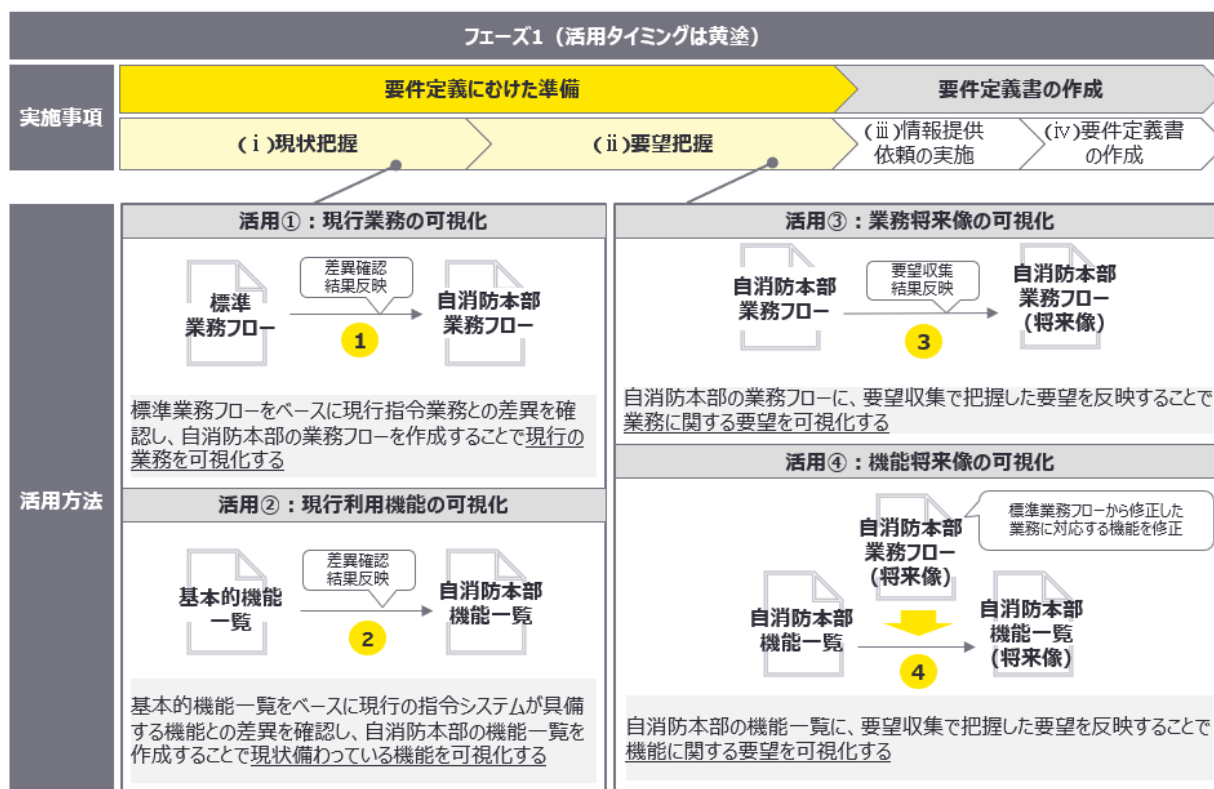 フェーズ1（活用タイミングは黄塗）
実施事項
要件定義にむけた準備
要件定義書の作成
(ⅰ)現状把握
(ⅱ)要望把握
(ⅲ)情報提供
依頼の実施
(ⅳ)要件定義書
の作成
活用方法
活用①：現行業務の可視化
標準
業務フロー
差異確認
結果反映
1
自消防本部
業務フロー
標準業務フローをベースに現行指令業務との差異を確
認し、自消防本部の業務フローを作成することで現行の
業務を可視化する
活用②：現行利用機能の可視化
基本的機能
一覧
差異確認
結果反映
2
自消防本部
機能一覧
基本的機能一覧をベースに現行の指令システムが具備
する機能との差異を確認し、自消防本部の機能一覧を
作成することで現状備わっている機能を可視化する
活用③：業務将来像の可視化
自消防本部
業務フロー
要望収集
結果反映
3
自消防本部
業務フロー
(将来像)
自消防本部の業務フローに、要望収集で把握した要望を反映することで
業務に関する要望を可視化する
活用④：機能将来像の可視化
自消防本部
業務フロー
(将来像)
標準業務フローから修正した
業務に対応する機能を修正
自消防本部
機能一覧
4
自消防本部
機能一覧
(将来像)
自消防本部の機能一覧に、要望収集で把握した要望を反映することで
機能に関する要望を可視化する